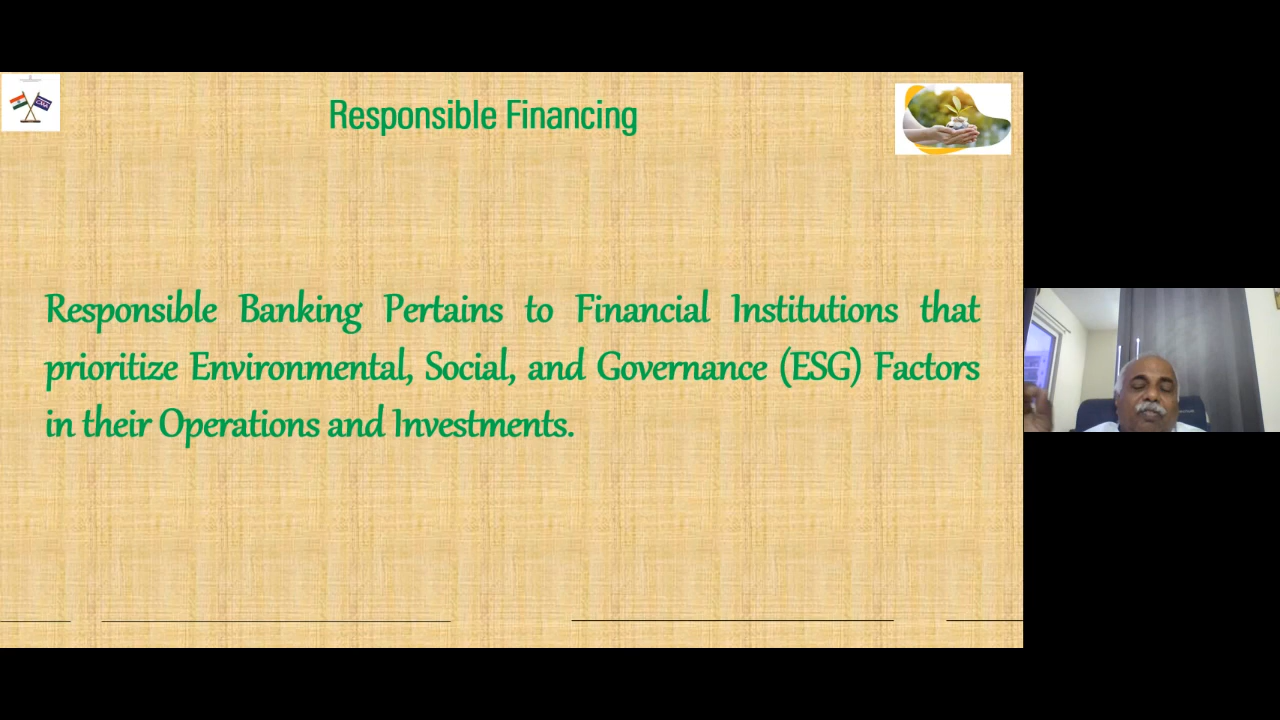 Responsible Financing
Responsible Banking Pertains to Financial Institutions that
prioritize Environmental, Social, and Governance (ESG) Factors
in their Operations and Investments.